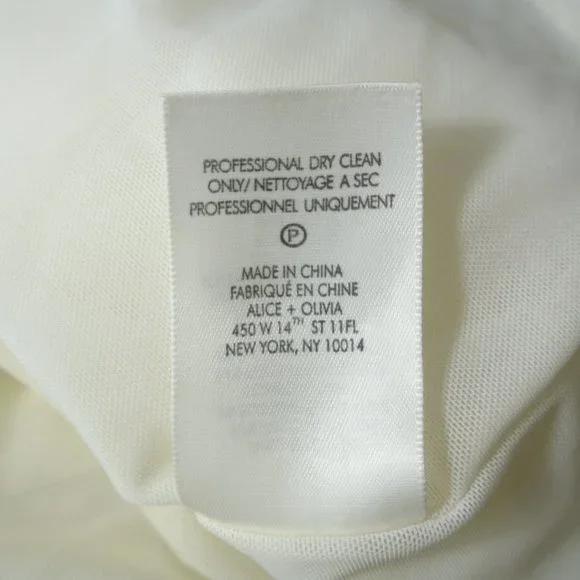 PROFESSIONAL DRY CLEAN
ONLY/ NETTOYAGE A SEC
PROFESSIONNEL UNIQUEMENT
P
MADE IN CHINA
FABRIQUÉ EN CHINE
ALICE + OLIVIA
450 W 14TH ST 11FL
NEW YORK, NY 10014